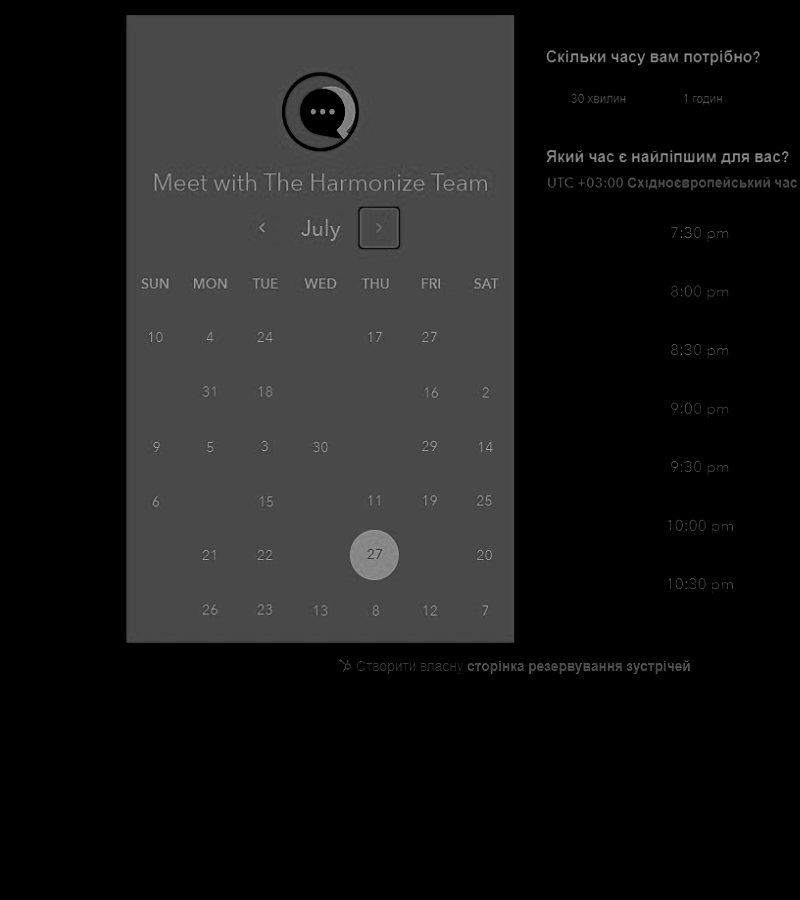 Meet with The Harmonize Team
July
SUN MON TUE WED THU FRI SAT
10 4 24 17 27
31 18 16 2
9 5 3 30 29 14
6 15 11 19 25
21 22 27 20
26 23 13 8 12 7
Скільки часу вам потрібно?
30 хвилин 1 годин
Який час є найліпшим для вас?
UTC +03:00 Східноєвропейський час
7:30 pm
8:00 pm
8:30 pm
9:00 pm
9:30 pm
10:00 pm
10:30 pm
Створити власну сторінка резервування зустрічей